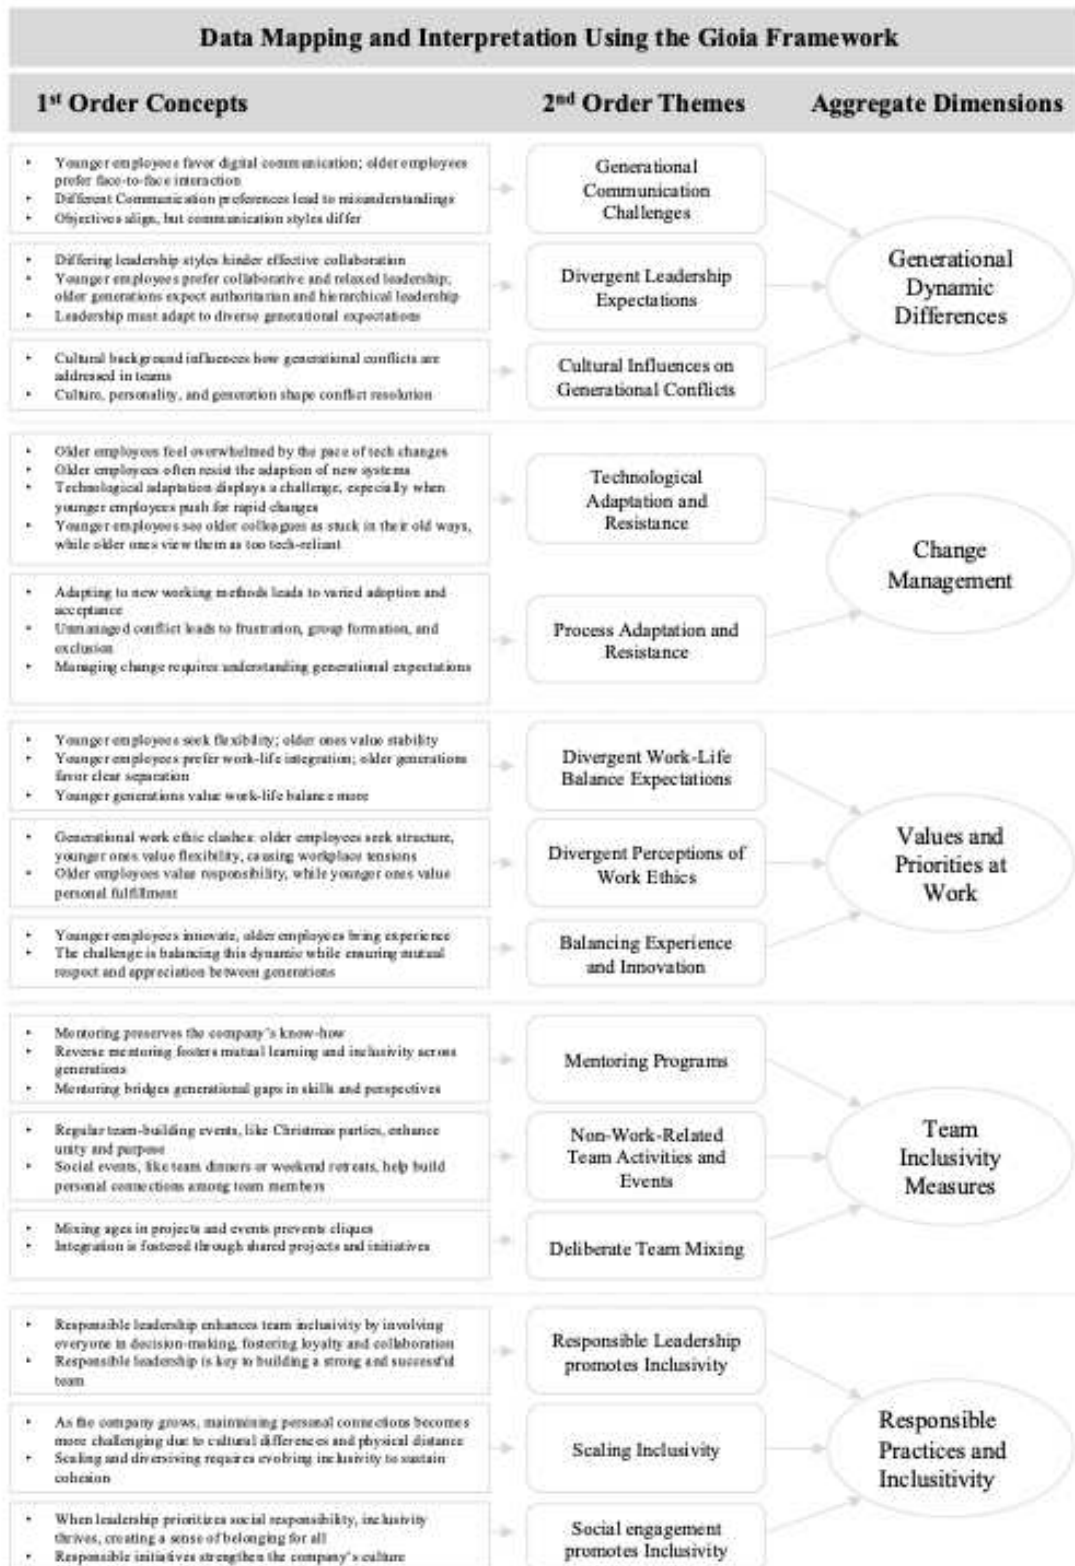 Data Mapping and Interpretation Using the Gioia Framework
1st Order Concepts
2nd Order Themes
Aggregate Dimensions
• Younger employees favor digital communication; older employees
prefer face-to-face interaction
• Different Communication preferences lead to misunderstandings
• Objectives align, but communication styles differ
Generational
Communication
Challenges
• Differing leadership styles hinder effective collaboration
• Younger employees prefer collaborative and relaxed leadership;
older generations expect authoritarian and hierarchical leadership
• Leadership must adapt to diverse generational expectations
Divergent Leadership
Expectations
• Cultural background influences how generational conflicts are
addressed in teams
• Culture, personality, and generation shape conflict resolution
Cultural Influences on
Generational Conflicts
Generational
Dynamic
Differences
• Older employees feel overwhelmed by the pace of tech changes
• Older employees often resist the adaption of new systems
• Technological adaptation displays a challenge, especially when
younger employees push for rapid changes
• Younger employees see older colleagues as stuck in their old ways,
while older ones view them as too tech-reliant
Technological
Adaptation and
Resistance
• Adapting to new working methods leads to varied adoption and
acceptance
• Unmanaged conflict leads to frustration, group formation, and
exclusion
• Managing change requires understanding generational expectations
Process Adaptation and
Resistance
Change
Management
• Younger employees seek flexibility; older ones value stability
• Younger employees prefer work-life integration; older generations
favor clear separation
• Younger generations value work-life balance more
Divergent Work-Life
Balance Expectations
• Generational work ethic clashes: older employees seek structure,
younger ones value flexibility, causing workplace tensions
• Older employees value responsibility, while younger ones value
personal fulfillment
Divergent Perceptions of
Work Ethics
• Younger employees innovate, older employees bring experience
• The challenge is balancing this dynamic while ensuring mutual
respect and appreciation between generations
Balancing Experience
and Innovation
Values and
Priorities at
Work
• Mentoring preserves the company's know-how
• Reverse mentoring fosters mutual learning and inclusivity across
generations
• Mentoring bridges generational gaps in skills and perspectives
Mentoring Programs
• Regular team-building events, like Christmas parties, enhance
unity and purpose
• Social events, like team dinners or weekend retreats, help build
personal connections among team members
Non-Work-Related
Team Activities and
Events
• Mixing ages in projects and events prevents cliques
• Integration is fostered through shared projects and initiatives
Deliberate Team Mixing
Team
Inclusivity
Measures
• Responsible leadership enhances team inclusivity by involving
everyone in decision-making, fostering loyalty and collaboration
• Responsible leadership is key to building a strong and successful
team
Responsible Leadership
promotes Inclusivity
• As the company grows, maintaining personal connections becomes
more challenging due to cultural differences and physical distance
• Scaling and diversiving requires evolving inclusivity to sustain
cohesion
Scaling Inclusivity
• When leadership prioritizes social responsibility, inclusivity
thrives, creating a sense of belonging for all
• Responsible initiatives strengthen the company's culture
Social engagement
promotes Inclusivity
Responsible
Practices and
Inclusitivity